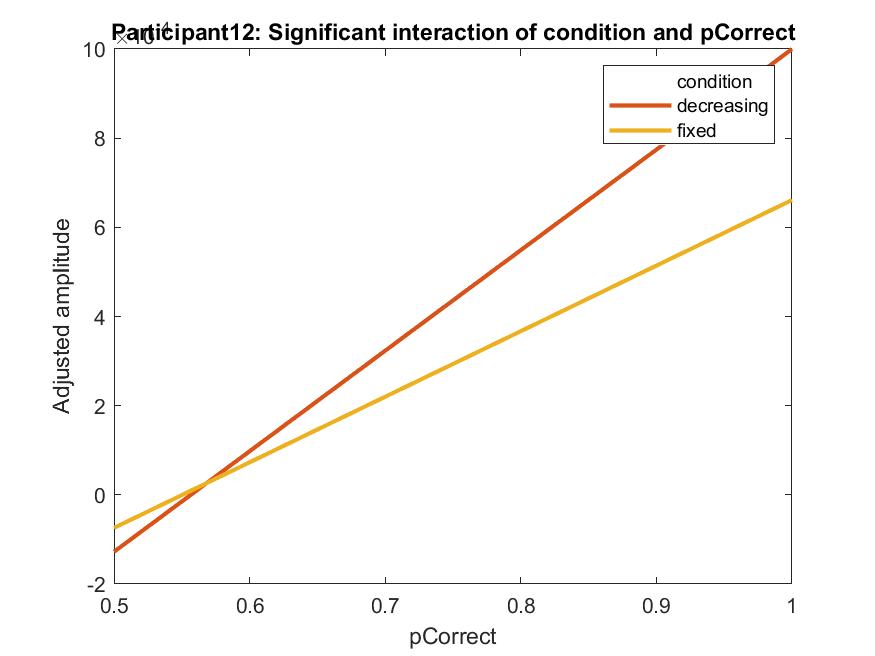 Participant12: Significant interaction of condition and pCorrect
10
8
6
4
2
0
-2
Adjusted amplitude
condition
decreasing
fixed
0.5 0.6 0.7 0.8 0.9 1
pCorrect